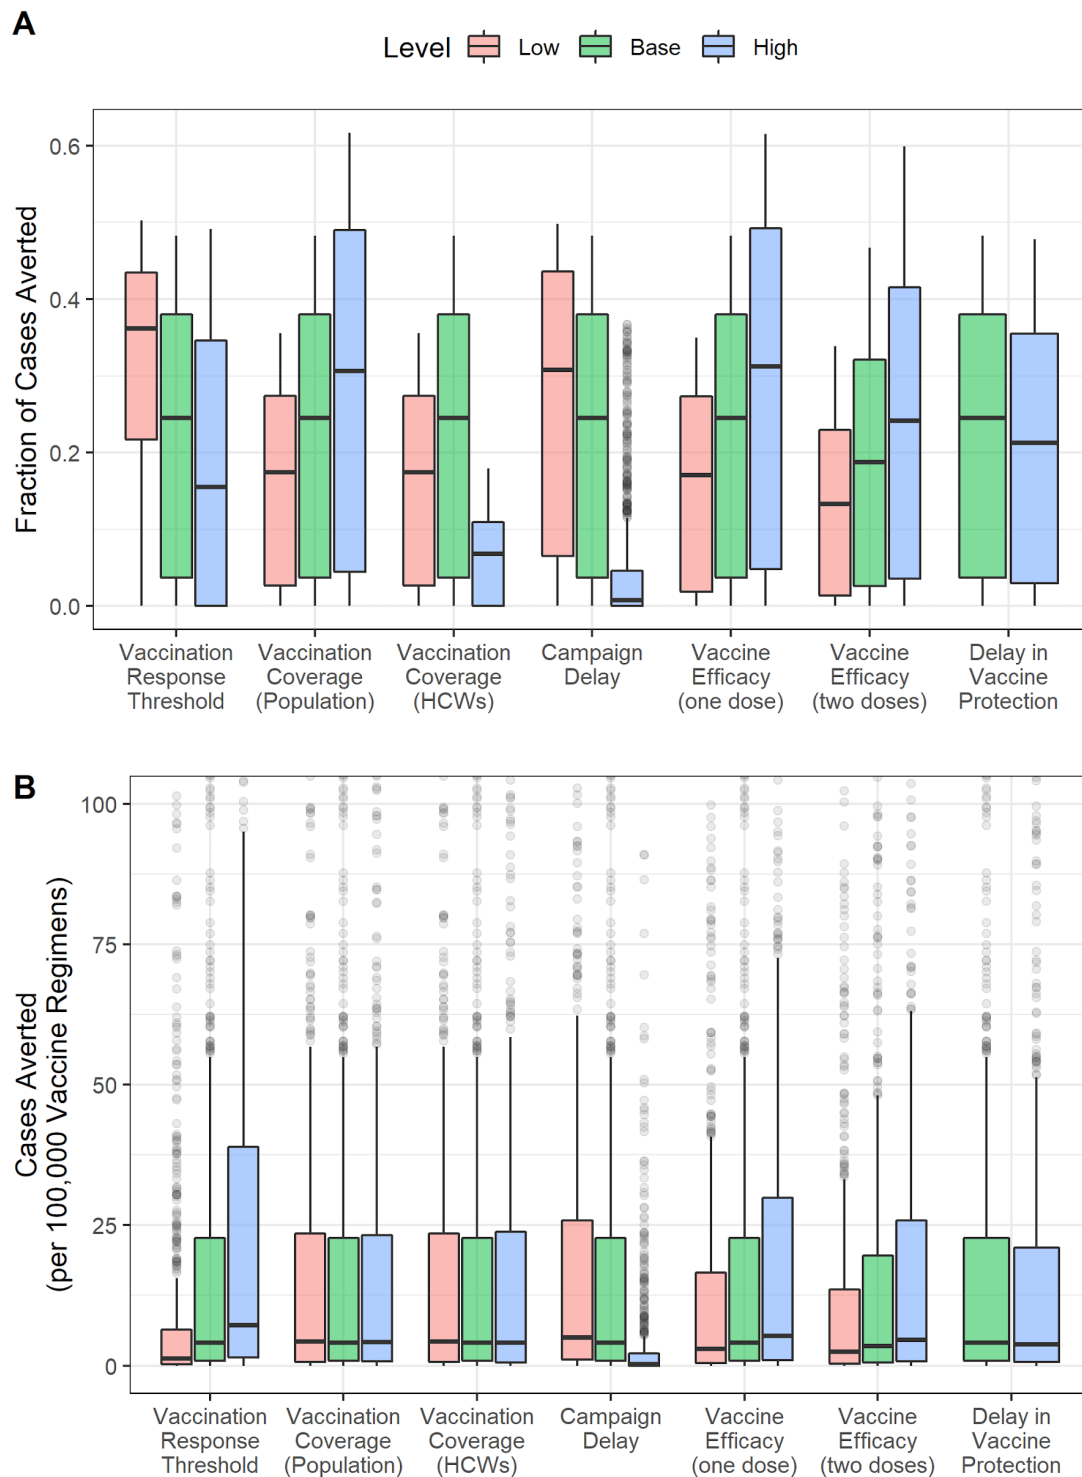 A
Level Low Base High
Fraction of Cases Averted
0.6
0.4
0.2
0.0
Vaccination Response Threshold
Vaccination Coverage (Population)
Vaccination Coverage (HCWs)
Campaign Delay
Vaccine Efficacy (one dose)
Vaccine Efficacy (two doses)
Delay in Vaccine Protection
B
Cases Averted
(per 100,000 Vaccine Regimens)
100
75
50
25
0
Vaccination Response Threshold
Vaccination Coverage (Population)
Vaccination Coverage (HCWs)
Campaign Delay
Vaccine Efficacy (one dose)
Vaccine Efficacy (two doses)
Delay in Vaccine Protection